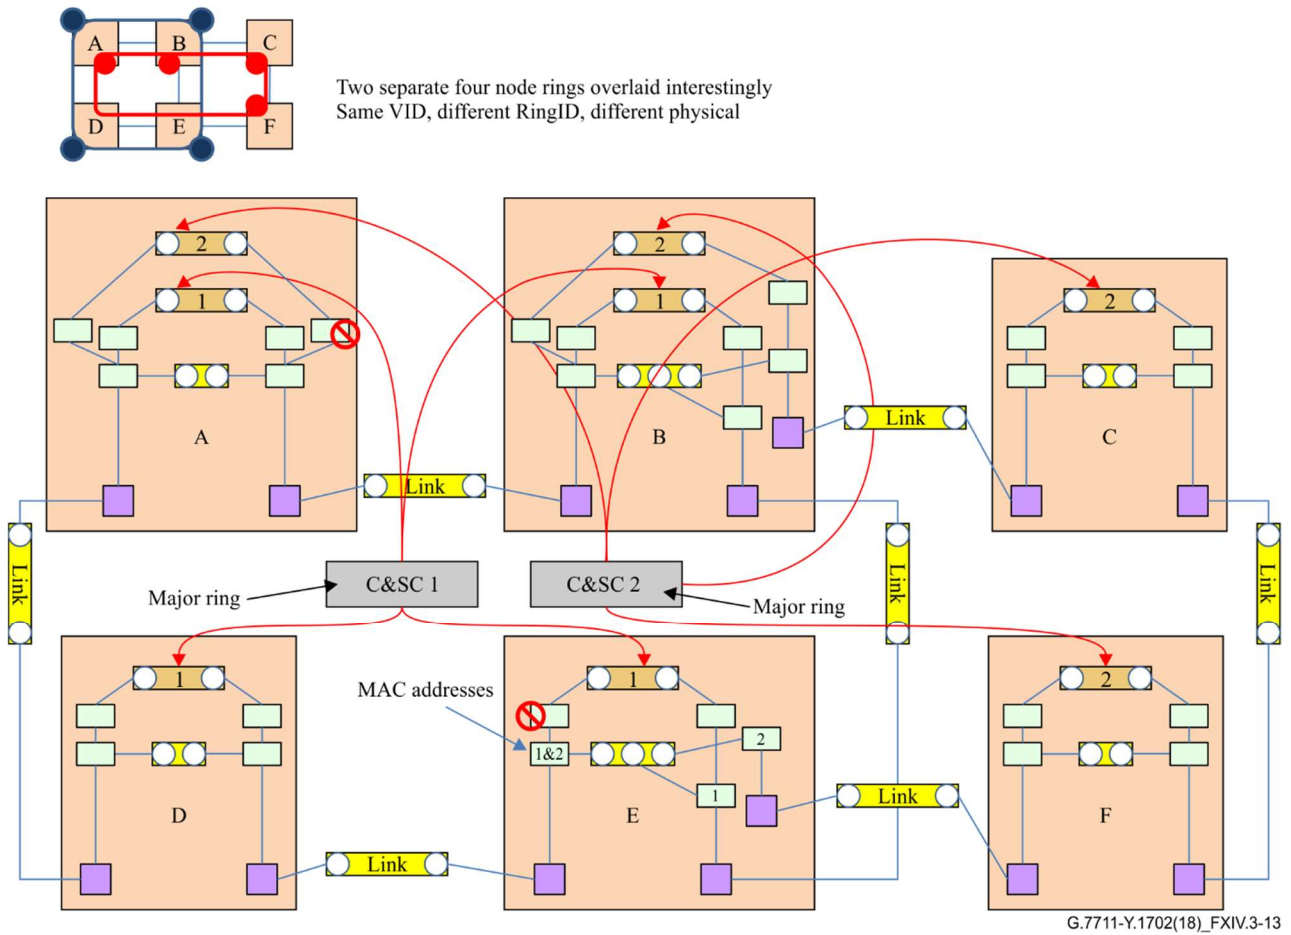 A
B
C
D
E
F
Two separate four node rings overlaid interestingly
Same VID, different RingID, different physical
2
1
A
2
1
B
2
C
Link
Link
Link
Link
Link
C&SC 1
C&SC 2
Major ring
Major ring
1
D
MAC addresses
1
1&2
2
1
E
2
F
Link
Link
G.7711-Y.1702(18)_FXIV.3-13